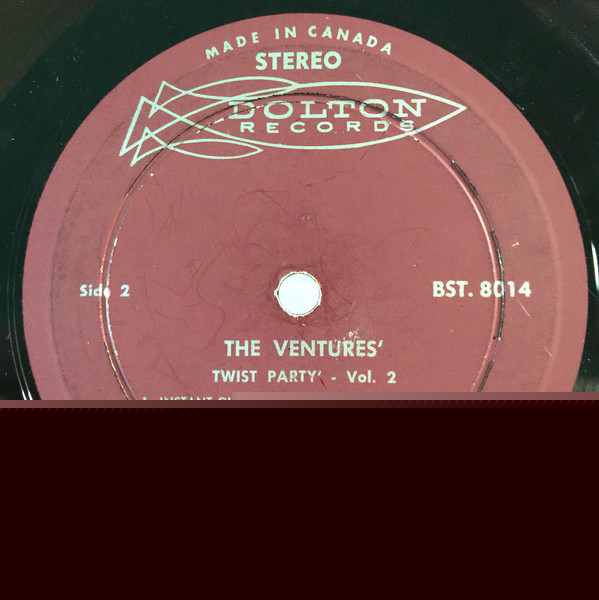 MADE IN CANADA
STEREO
DOLTON
RECORDS
Side 2
BST. 8014
THE VENTURES'
TWIST PARTY' - Vol. 2